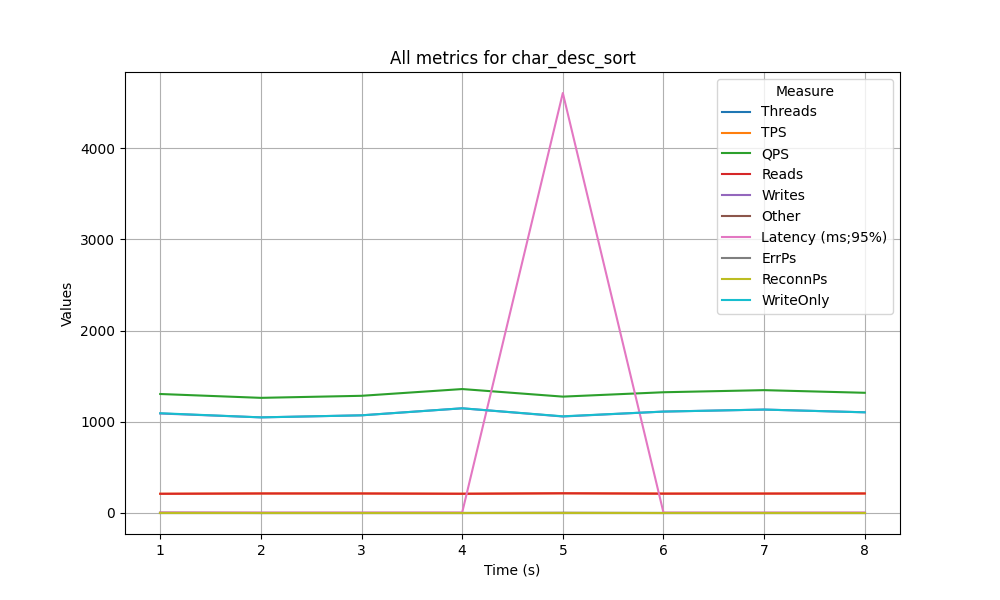 All metrics for char_desc_sort
Measure
Threads
TPS
QPS
Reads
Writes
Other
Latency (ms;95%)
ErrPs
ReconnPs
WriteOnly
Values
4000
3000
2000
1000
0
1 2 3 4 5 6 7 8
Time (s)